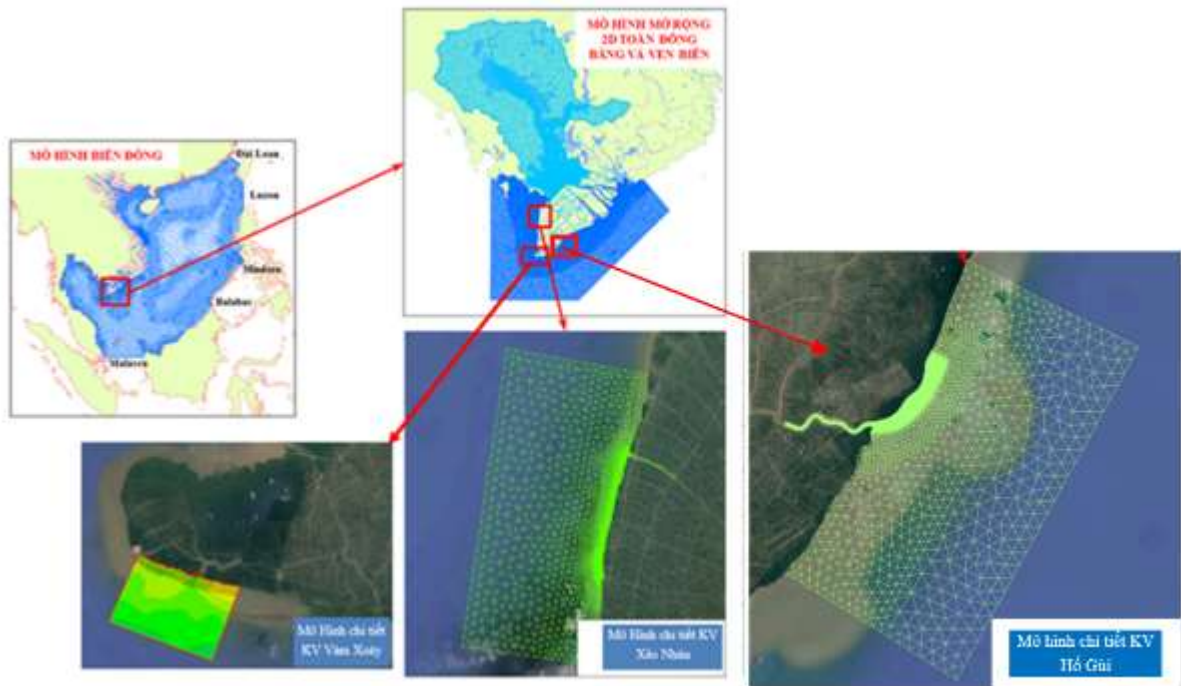 MÔ HÌNH BIỂN ĐÔNG
Đài Loan
Luzon
Mindoro
Balabac
Malacca
MÔ HÌNH MỞ RỘNG
2D TOÀN ĐỒNG
BẰNG VÀ VEN BIỂN
Mô Hình chi tiết
KV Vàm Xoáy
Mô Hình chi tiết KV
Xẻo Nhàu
Mô hình chi tiết KV
Hố Gùi